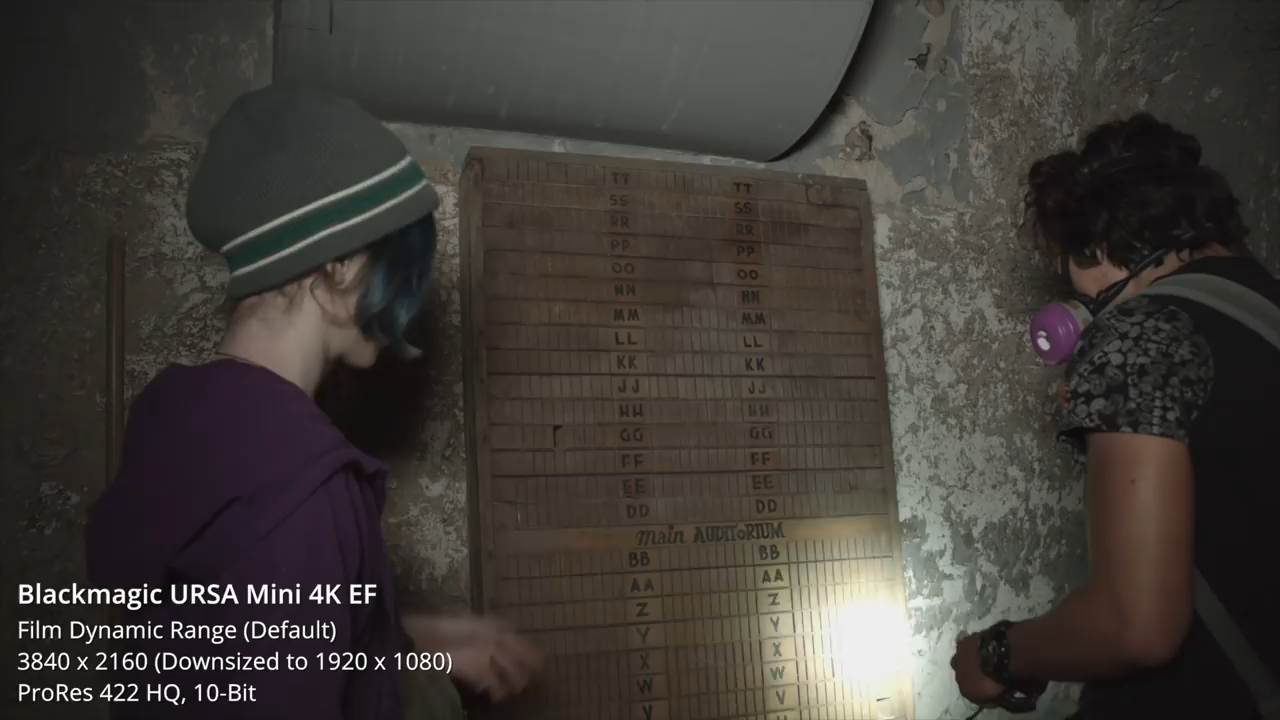 TT TT
SS SS
RR RR
PP PP
OO OO
NN NN
MM MM
LL LL
KK KK
JJ JJ
HH HH
GG GG
FF FF
EE EE
DD DD
Main AUDITORIUM
BB BB
AA AA
Z Z
Y Y
X X
W W
V V
Blackmagic URSA Mini 4K EF
Film Dynamic Range (Default)
3840 x 2160 (Downsized to 1920 x 1080)
ProRes 422 HQ, 10-Bit